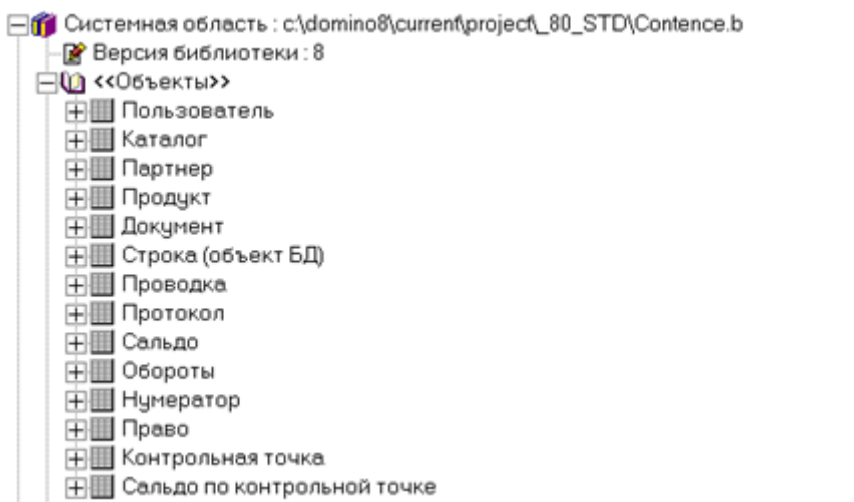 Системная область : c:\domino8\current\project\_80_STD\Contence.b
Версия библиотеки : 8
<<Объекты>>
Пользователь
Каталог
Партнер
Продукт
Документ
Строка (объект БД)
Проводка
Протокол
Сальдо
Обороты
Нумератор
Право
Контрольная точка
Сальдо по контрольной точке